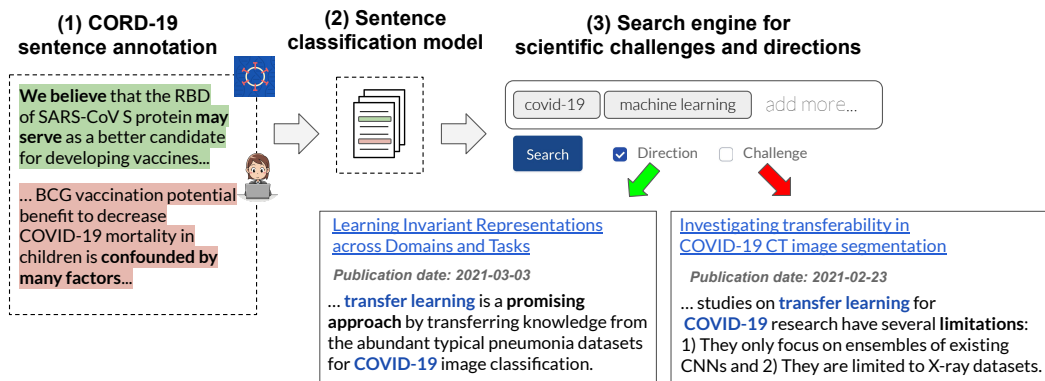 (1) CORD-19
sentence annotation
We believe that the RBD
of SARS-CoV S protein may
serve as a better candidate
for developing vaccines...
... BCG vaccination potential
benefit to decrease
COVID-19 mortality in
children is confounded by
many factors...
(2) Sentence
classification model
(3) Search engine for
scientific challenges and directions
covid-19 machine learning add more...
Search Direction Challenge
Learning Invariant Representations
across Domains and Tasks
Publication date: 2021-03-03
... transfer learning is a promising
approach by transferring knowledge from
the abundant typical pneumonia datasets
for COVID-19 image classification.
Investigating transferability in
COVID-19 CT image segmentation
Publication date: 2021-02-23
... studies on transfer learning for
COVID-19 research have several limitations:
1) They only focus on ensembles of existing
CNNs and 2) They are limited to X-ray datasets.